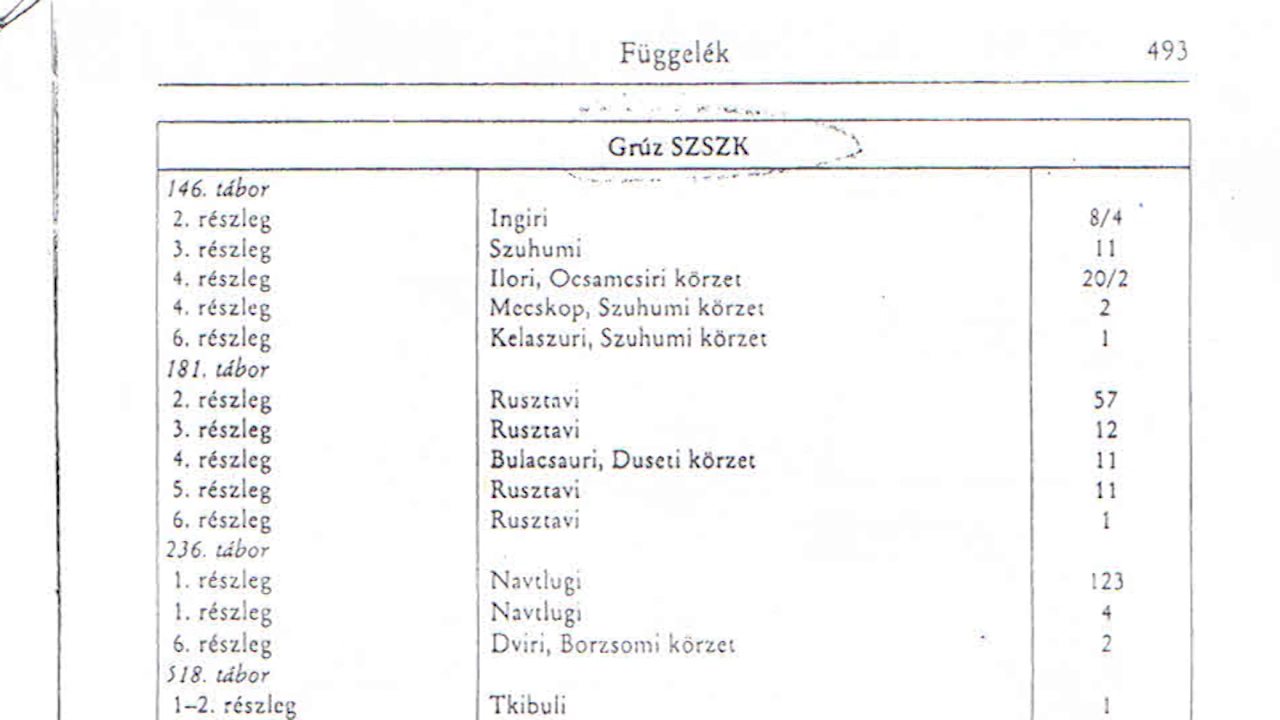 Függelék 493
Grúz SZSZK
146. tábor
2. részleg Ingiri 8/4
3. részleg Szuhumi 11
4. részleg Ilori, Ocsamcsiri körzet 20/2
4. részleg Mecskop, Szuhumi körzet 2
6. részleg Kelaszuri, Szuhumi körzet 1
181. tábor
2. részleg Rusztavi 57
3. részleg Rusztavi 12
4. részleg Bulacsauri, Duseti körzet 11
5. részleg Rusztavi 11
6. részleg Rusztavi 1
236. tábor
1. részleg Navtlugi 123
1. részleg Navtlugi 4
6. részleg Dviri, Borzsomi körzet 2
518. tábor
1–2. részleg Tkibuli 1